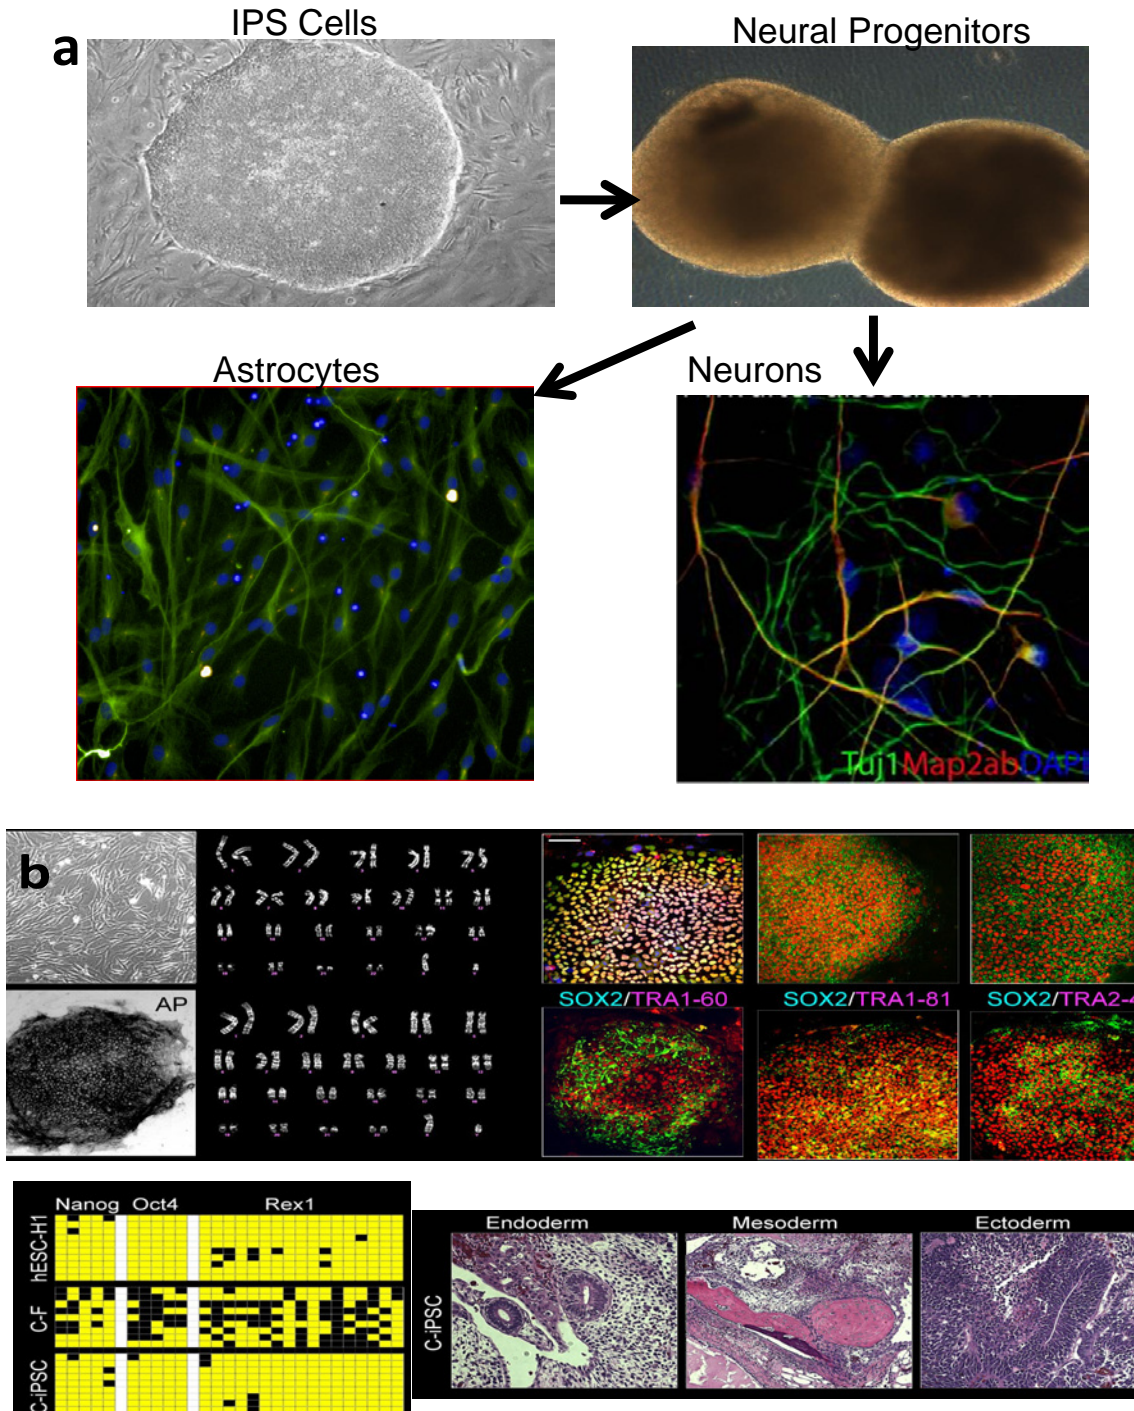 a
IPS Cells
Neural Progenitors
Astrocytes
Neurons
Tuj1Map2abDAPI
b
AP
SOX2/TRA1-60
SOX2/TRA1-81
SOX2/TRA2-4
Nanog Oct4 Rex1
hESC-H1
C-F
C-iPSC
Endoderm
Mesoderm
Ectoderm
C-iPSC